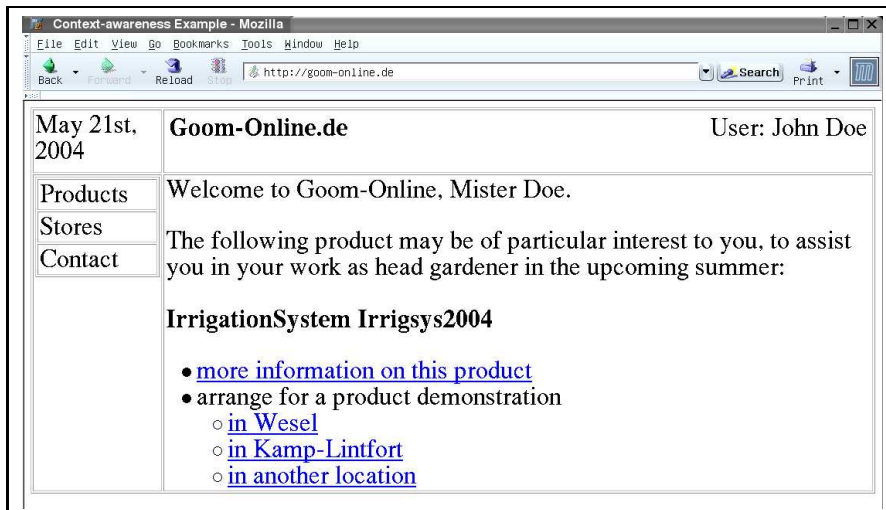 Context-awareness Example - Mozilla
File Edit View Go Bookmarks Tools Window Help
Back Forward Reload Stop http://goom-online.de Search Print
May 21st,
2004
Goom-Online.de
User: John Doe
Products
Stores
Contact
Welcome to Goom-Online, Mister Doe.
The following product may be of particular interest to you, to assist
you in your work as head gardener in the upcoming summer:
IrrigationSystem Irrigsys2004
more information on this product
arrange for a product demonstration
in Wesel
in Kamp-Lintfort
in another location